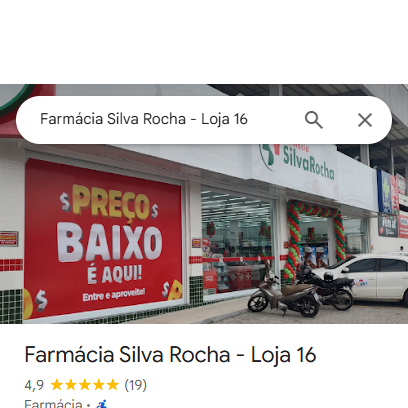 Farmácia Silva Rocha - Loja 16
SilvaRocha
PREÇO
BAIXO
É AQUI!
Entre e aproveite!
Farmácia Silva Rocha - Loja 16
4,9 (19)
Farmácia ·